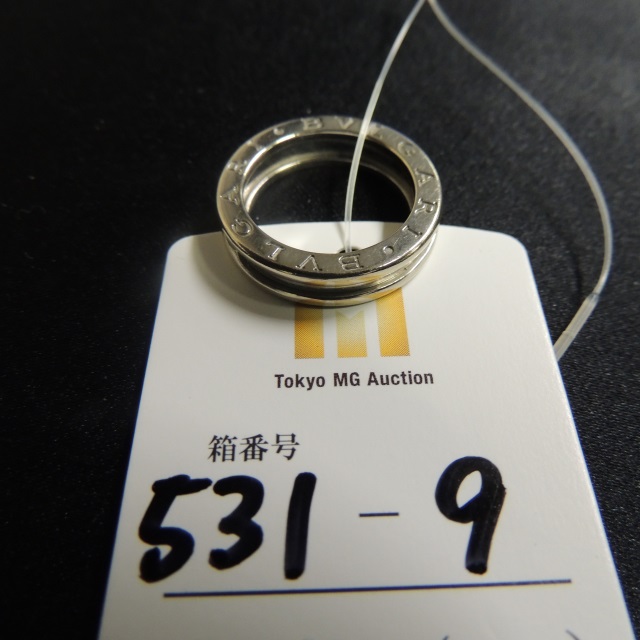 BVLGARI • BVLGARI •
Tokyo MG Auction
箱番号
531-9